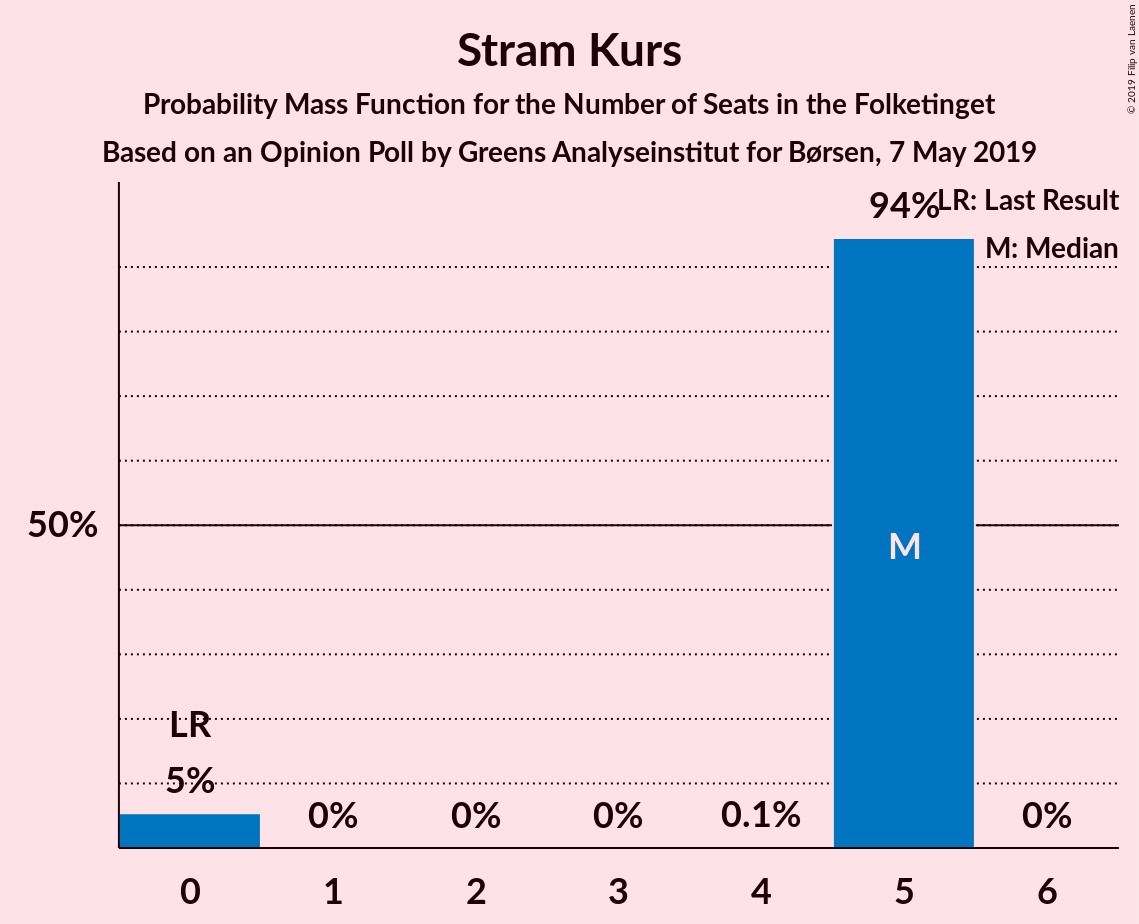 Stram Kurs
Probability Mass Function for the Number of Seats in the Folketinget
Based on an Opinion Poll by Greens Analyseinstitut for Børsen, 7 May 2019
© 2019 Filip van Laenen
94%
LR: Last Result
M: Median
50%
M
LR
5%
0%
0%
0%
0.1%
0%
0
1
2
3
4
5
6